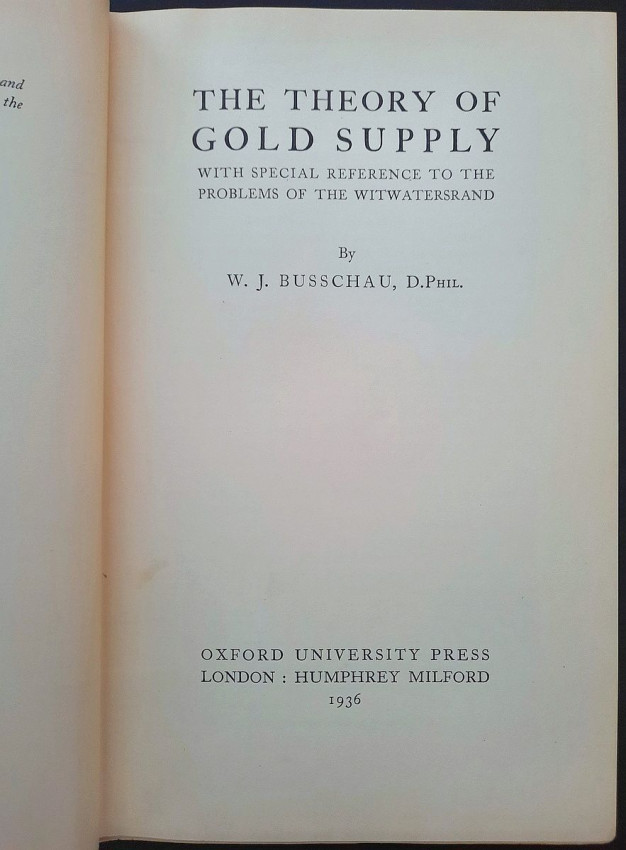 and
the
THE THEORY OF
GOLD SUPPLY
WITH SPECIAL REFERENCE TO THE
PROBLEMS OF THE WITWATERSRAND
By
W. J. BUSSCHAU, D.PHIL.
OXFORD UNIVERSITY PRESS
LONDON : HUMPHREY MILFORD
1936